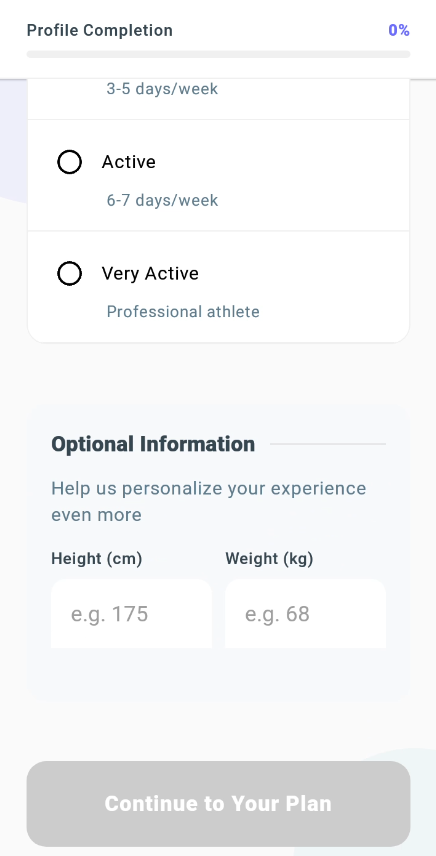 Profile Completion 0%
3-5 days/week
Active
6-7 days/week
Very Active
Professional athlete
Optional Information
Help us personalize your experience
even more
Height (cm) Weight (kg)
e.g. 175 e.g. 68
Continue to Your Plan